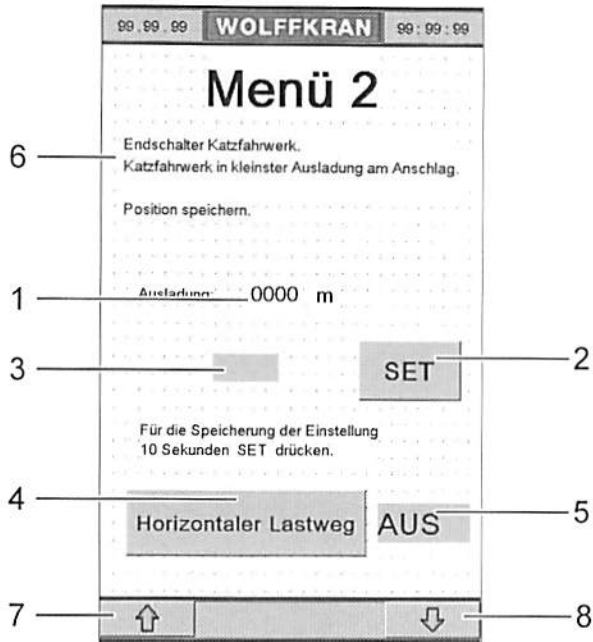 99.99.99 WOLFFKRAN 99:99:99
Menü 2
Endschalter Katzfahrwerk.
6
Katzfahrwerk in kleinster Ausladung am Anschlag.
Position speichern.
1
Ausladung: 0000 m
3
SET
2
Für die Speicherung der Einstellung
10 Sekunden SET drücken.
4
Horizontaler Lastweg
AUS
5
7
8